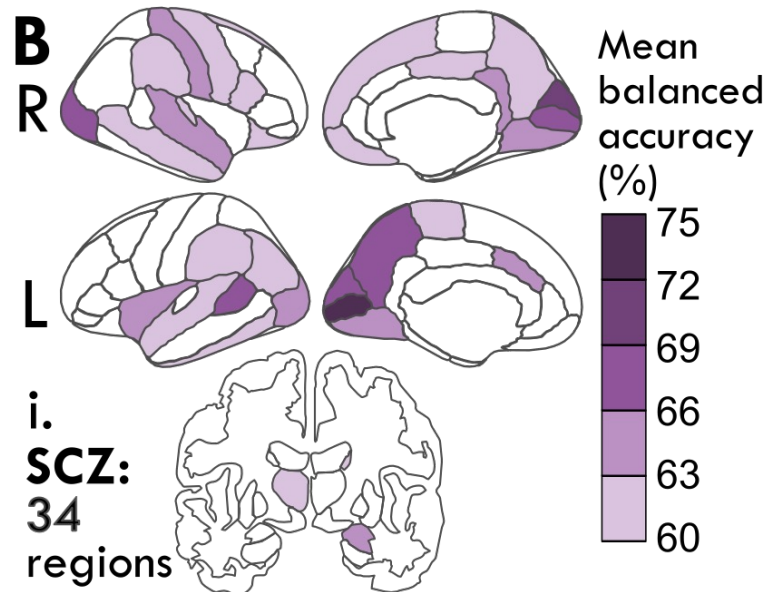 B
R
L
i.
SCZ:
34
regions
Mean
balanced
accuracy
(%)
75
72
69
66
63
60